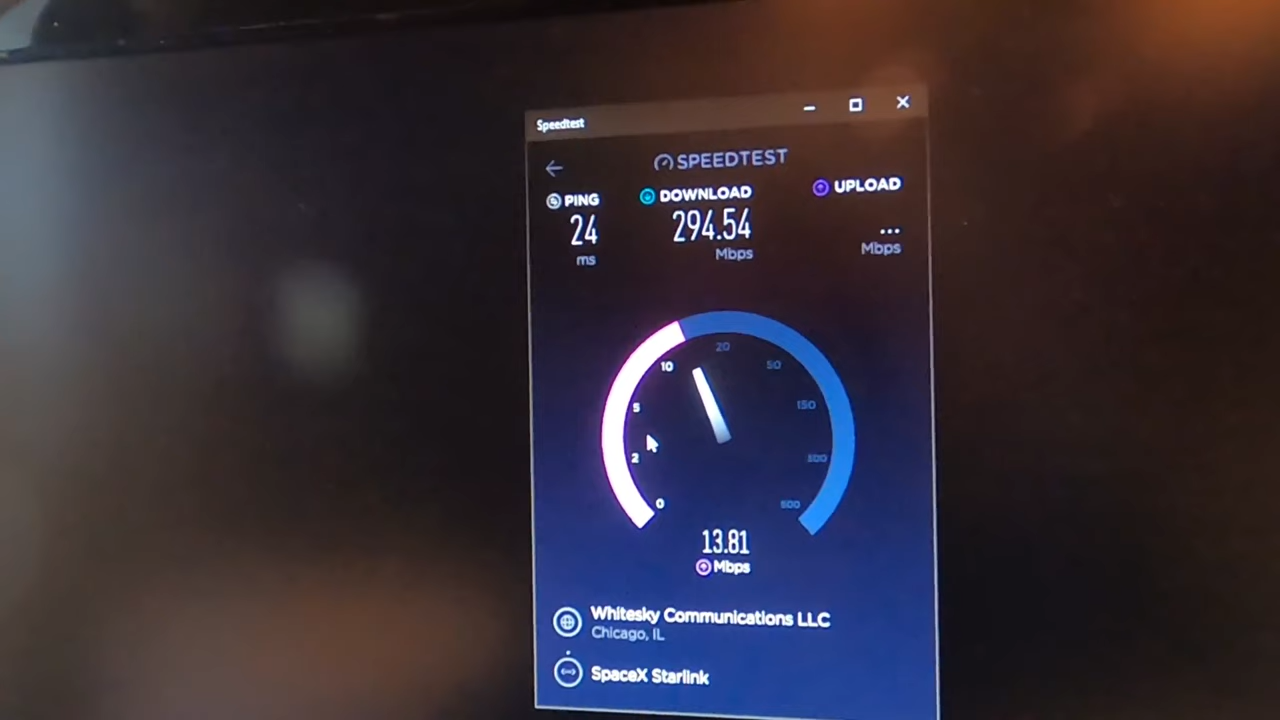 Speedtest
SPEEDTEST
PING
DOWNLOAD
UPLOAD
24
294.54
...
ms
Mbps
Mbps
20
10
50
5
150
2
300
0
600
13.81
Mbps
Whitesky Communications LLC
Chicago, IL
SpaceX Starlink